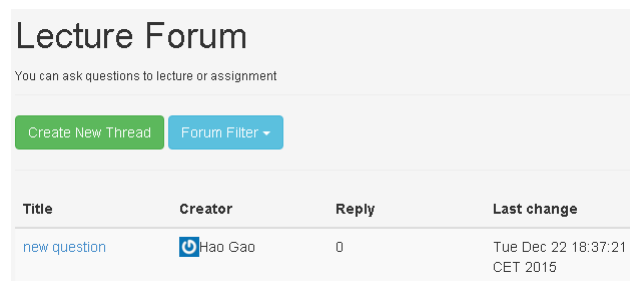 Lecture Forum
You can ask questions to lecture or assignment
Create New Thread Forum Filter
Title Creator Reply Last change
new question Hao Gao 0 Tue Dec 22 18:37:21
CET 2015